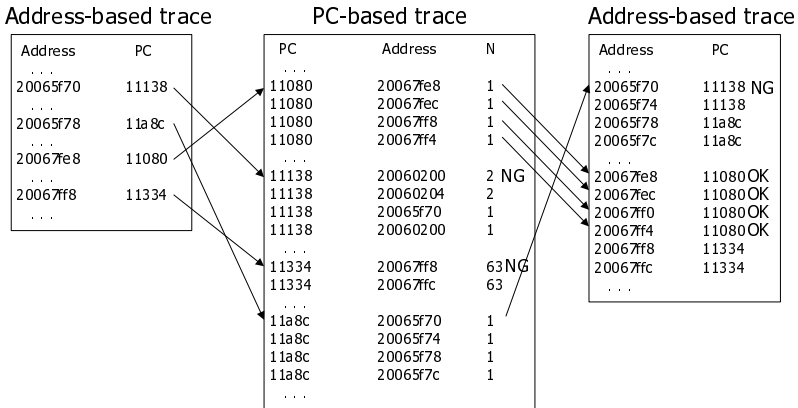 Address-based trace
Address PC
. . .
20065f70 11138
. . .
20065f78 11a8c
. . .
20067fe8 11080
. . .
20067ff8 11334
. . .
PC-based trace
PC Address N
. . .
11080 20067fe8 1
11080 20067fec 1
11080 20067ff8 1
11080 20067ff4 1
. . .
11138 20060200 2 NG
11138 20060204 2
11138 20065f70 1
11138 20060200 1
. . .
11334 20067ff8 63 NG
11334 20067ffc 63
. . .
11a8c 20065f70 1
11a8c 20065f74 1
11a8c 20065f78 1
11a8c 20065f7c 1
. . .
Address-based trace
Address PC
. . .
20065f70 11138 NG
20065f74 11138
20065f78 11a8c
20065f7c 11a8c
. . .
20067fe8 11080 OK
20067fec 11080 OK
20067ff0 11080 OK
20067ff4 11080 OK
20067ff8 11334
20067ffc 11334
. . .